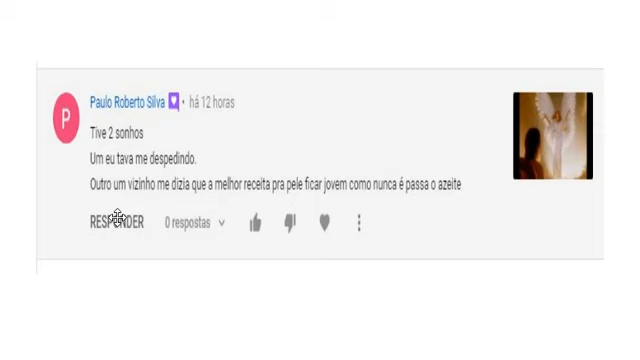 P
Paulo Roberto Silva • há 12 horas
Tive 2 sonhos
Um eu tava me despedindo.
Outro um vizinho me dizia que a melhor receita pra pele ficar jovem como nunca é passa o azeite
RESPONDER 0 respostas